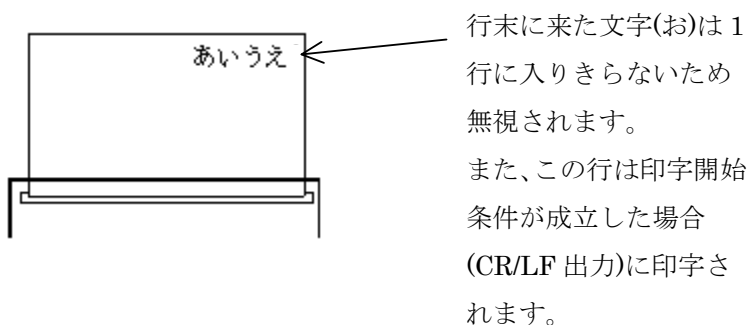 あいうえ
行末に来た文字(お)は 1
行に入りきらないため
無視されます。
また、この行は印字開始
条件が成立した場合
(CR/LF 出力)に印字さ
れます。